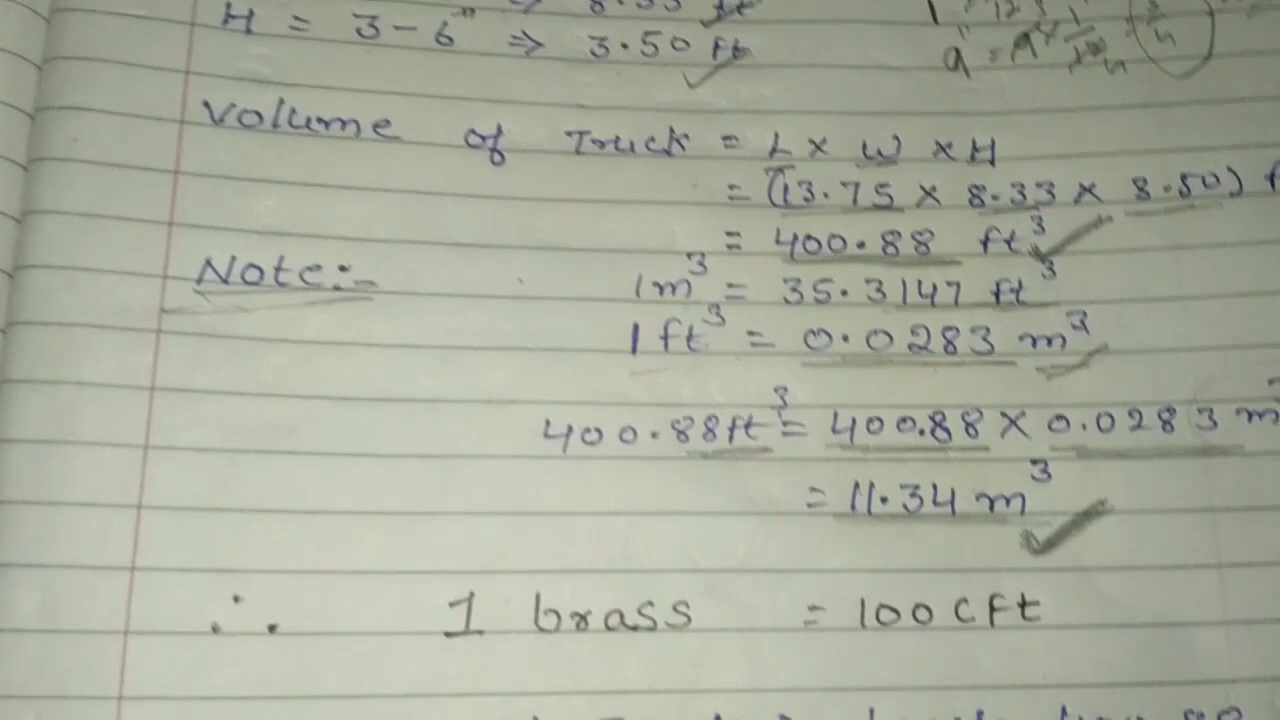 ⇒ 8.33 ft
H = 3-6" ⇒ 3.50 ft
Volume of Truck = L x W x H
= (13.75 x 8.33 x 3.50) f
= 400.88 ft³
Note:- 1m³ = 35.3147 ft³
1 ft³ = 0.0283 m³
400.88ft³ = 400.88 x 0.0283 m
= 11.34 m³
∴ 1 brass = 100 cft